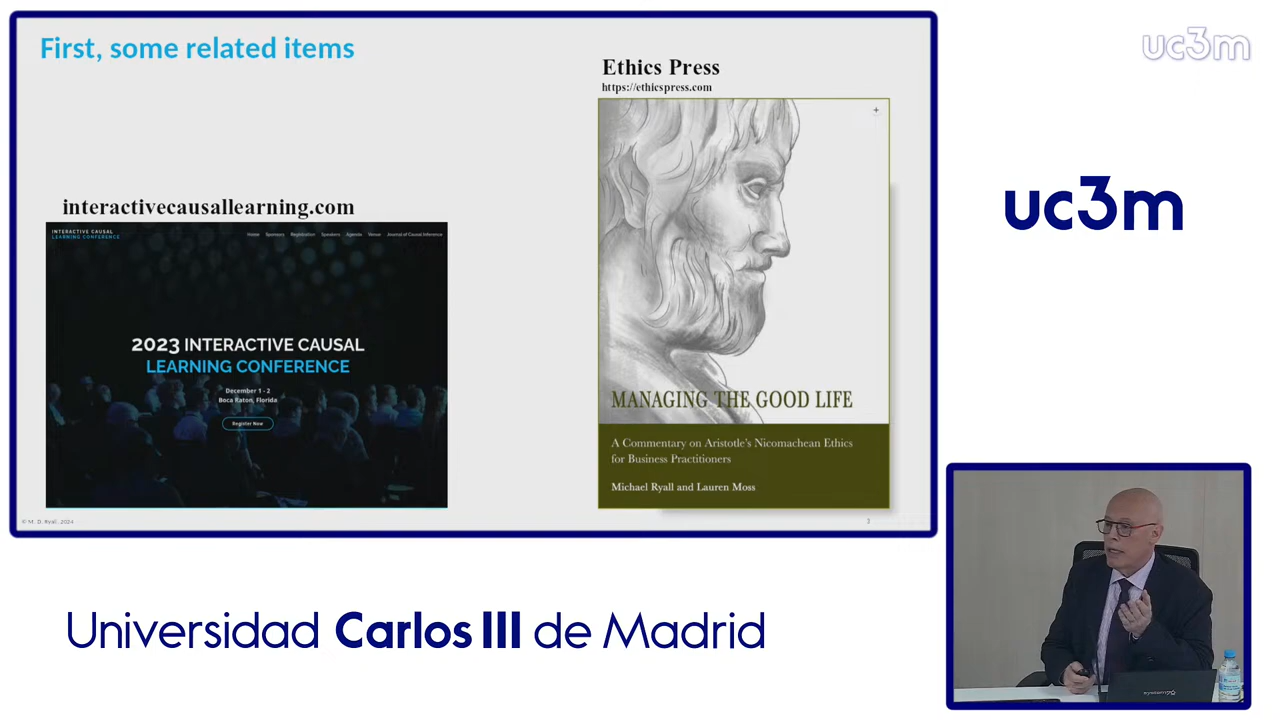 First, some related items
uc3m
Ethics Press
https://ethicspress.com
interactivecausallearning.com
INTERACTIVE CAUSAL
LEARNING CONFERENCE
Home Sponsors Registration Speakers Agenda Venue Journal of Causal Inference
2023 INTERACTIVE CAUSAL
LEARNING CONFERENCE
December 1 - 2
Boca Raton, Florida
Register Now
MANAGING THE GOOD LIFE
A Commentary on Aristotle's Nicomachean Ethics
for Business Practitioners
Michael Ryall and Lauren Moss
© M. D. Ryall, 2024
uc3m
Universidad Carlos III de Madrid